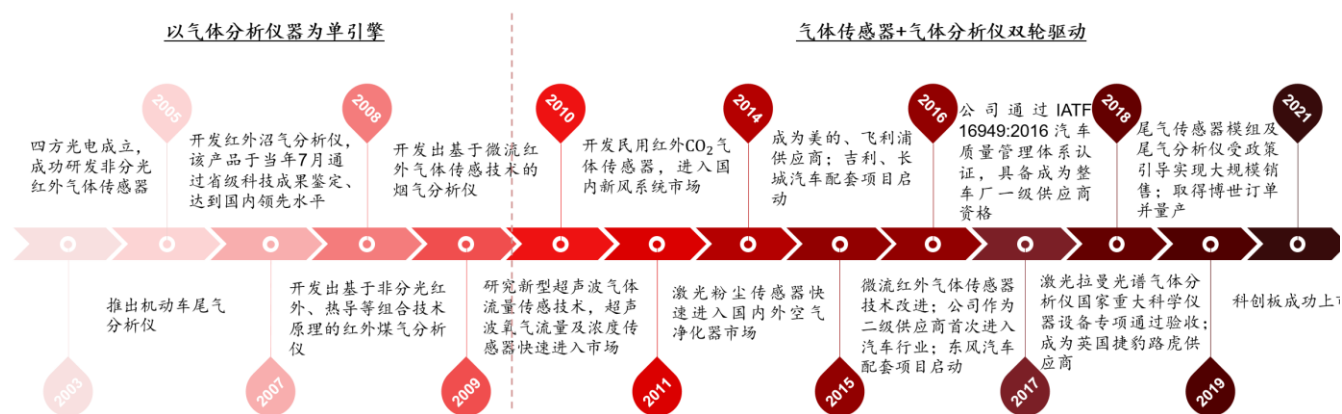 以气体分析仪器为单引擎
气体传感器+气体分析仪双轮驱动
2005
2008
2010
2014
2016
2018
2021
四方光电成立，
成功研发非分光
红外气体传感器
开发红外沼气分析仪，
该产品于当年7月通
过省级科技成果鉴定、
达到国内领先水平
开发出基于微流红
外气体传感技术的
烟气分析仪
开发民用红外CO₂气
体传感器，进入国
内新风系统市场
成为美的、飞利浦
供应商；吉利、长
城汽车配套项目启
动
公司通过IATF
16949:2016汽车
质量管理体系认
证，具备成为整
车厂一级供应商
资格
尾气传感器模组及
尾气分析仪受政策
引导实现大规模销
售；取得博世订单
并量产
推出机动车尾气
分析仪
开发出基于非分光红
外、热导等组合技术
原理的红外煤气分析
仪
研究新型超声波气体
流量传感技术，超声
波氧气流量及浓度传
感器快速进入市场
激光粉尘传感器快
速进入国内外空气
净化器市场
微流红外气体传感器
技术改进；公司作为
二级供应商首次进入
汽车行业；东风汽车
配套项目启动
激光拉曼光谱气体分
析仪国家重大科学仪
器设备专项通过验收；
成为英国捷豹路虎供
应商
科创板成功上
2003
2007
2009
2011
2015
2017
2019